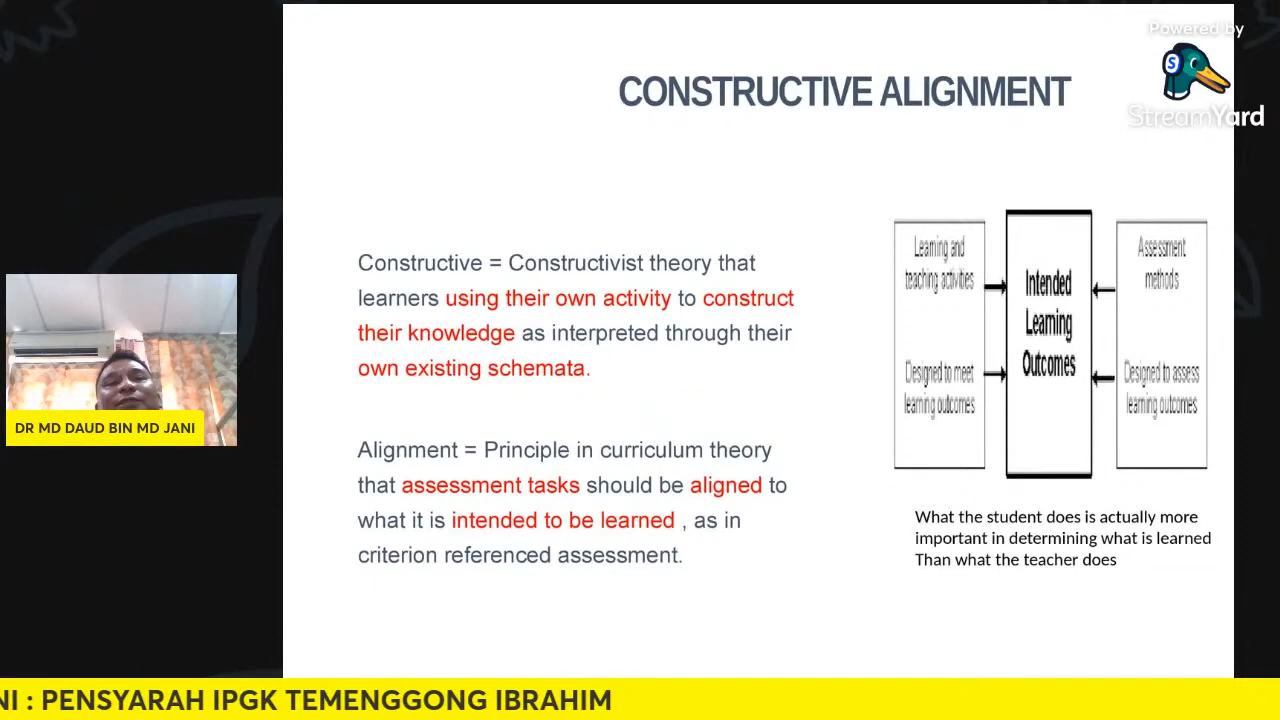 Powered by
StreamYard
CONSTRUCTIVE ALIGNMENT
Constructive = Constructivist theory that
learners using their own activity to construct
their knowledge as interpreted through their
own existing schemata.
Alignment = Principle in curriculum theory
that assessment tasks should be aligned to
what it is intended to be learned , as in
criterion referenced assessment.
Learning and
teaching activities
Designed to meet
learning outcomes
Intended
Learning
Outcomes
Assessment
methods
Designed to assess
learning outcomes
What the student does is actually more
important in determining what is learned
Than what the teacher does
DR MD DAUD BIN MD JANI
NI : PENSYARAH IPGK TEMENGGONG IBRAHIM